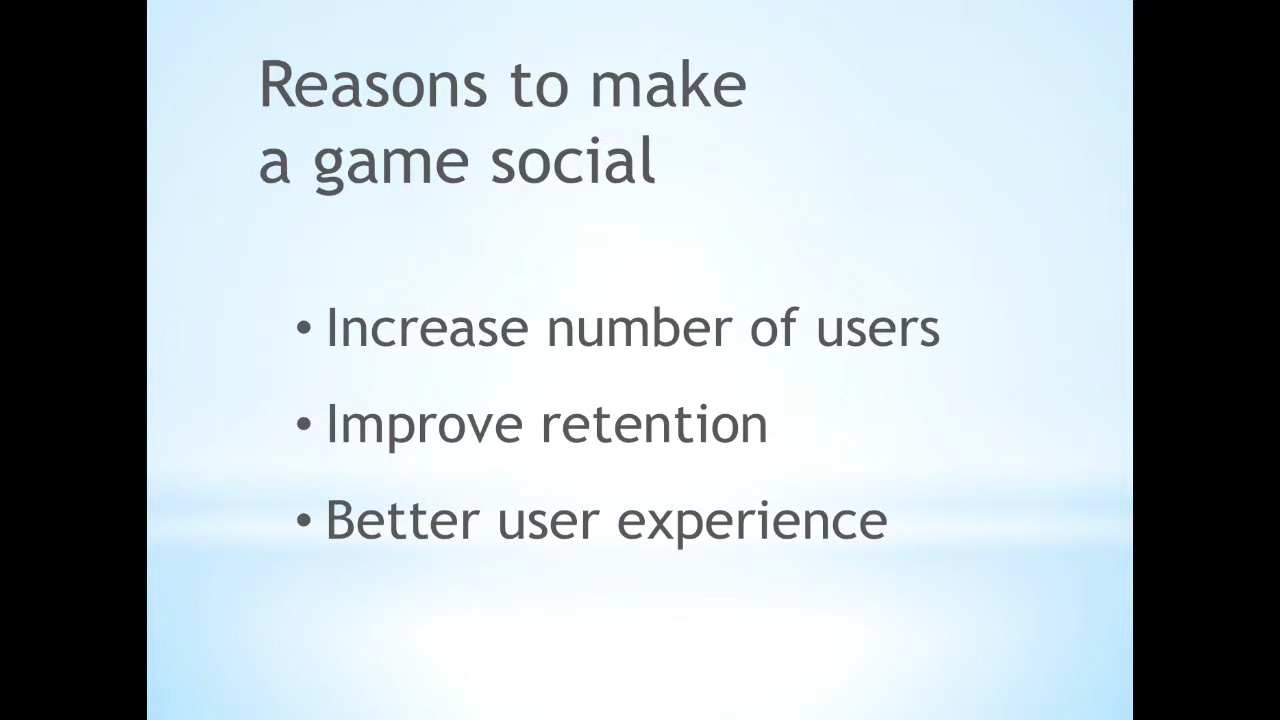 Reasons to make
a game social
• Increase number of users
• Improve retention
• Better user experience